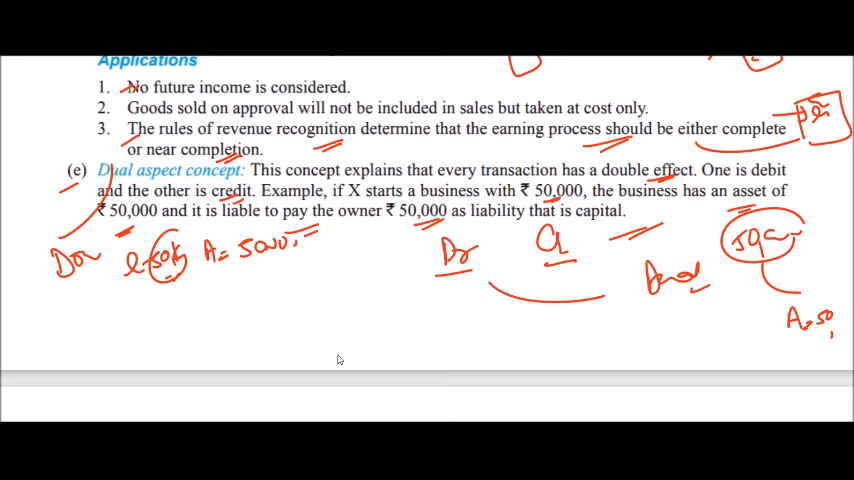 Applications
1. No future income is considered.
2. Goods sold on approval will not be included in sales but taken at cost only.
3. The rules of revenue recognition determine that the earning process should be either complete
or near completion.
(e) Dual aspect concept: This concept explains that every transaction has a double effect. One is debit
and the other is credit. Example, if X starts a business with ₹ 50,000, the business has an asset of
₹ 50,000 and it is liable to pay the owner ₹ 50,000 as liability that is capital.
Dr
A = 50